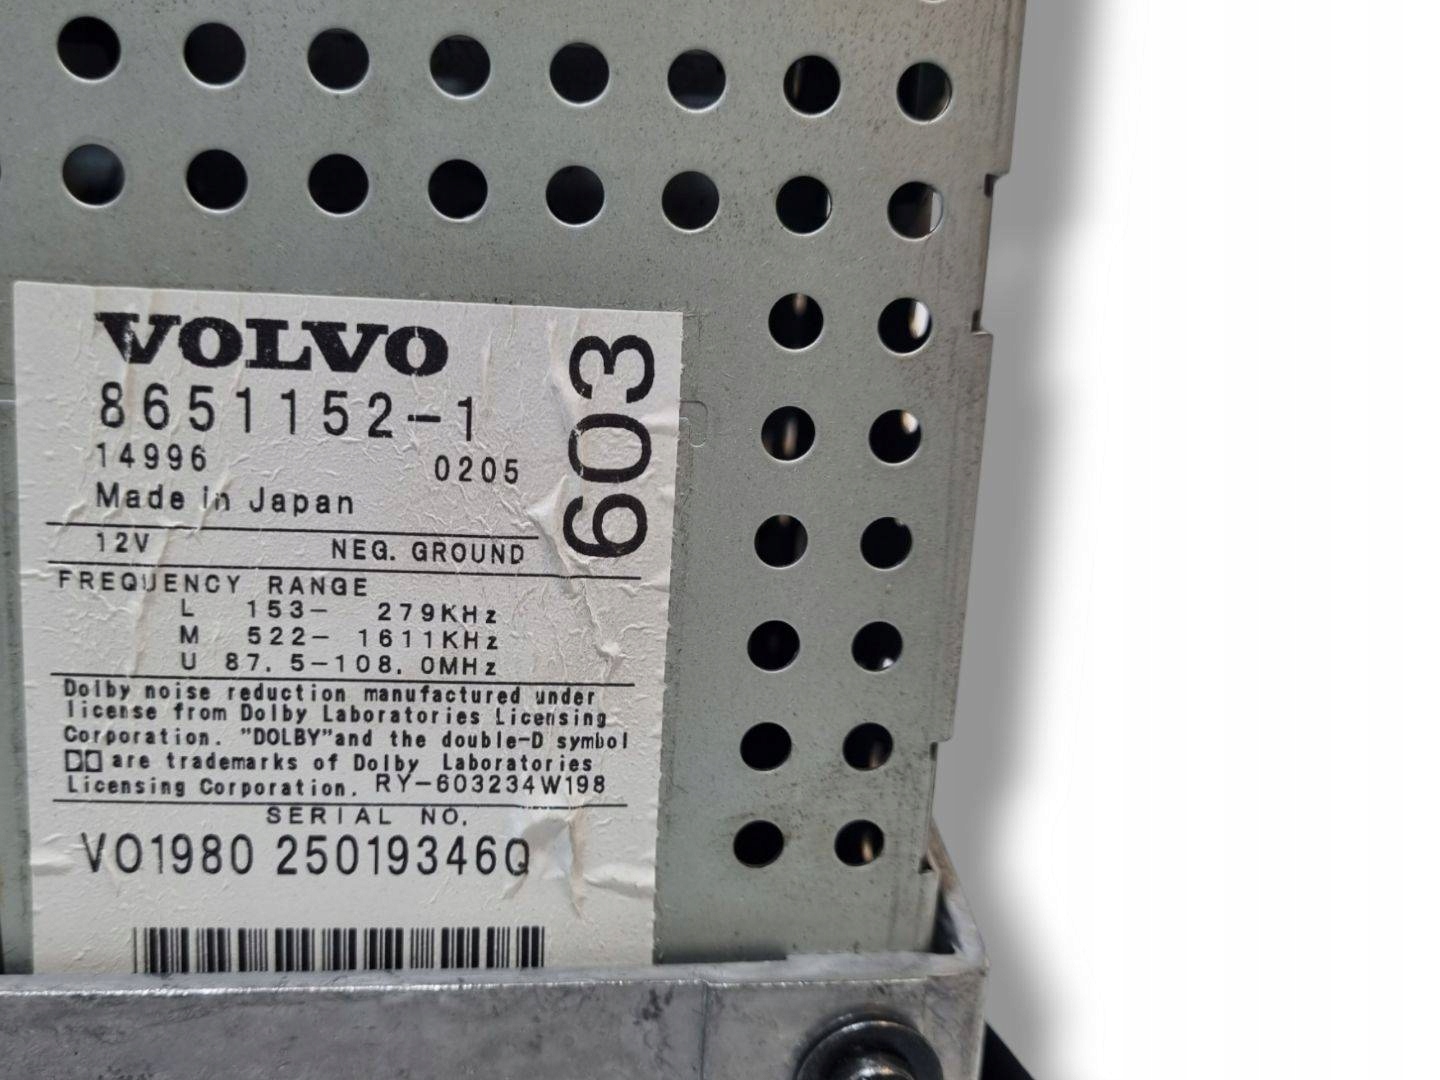 VOLVO
8651152-1
603
14996 0205
Made in Japan
12V NEG. GROUND
FREQUENCY RANGE
L 153- 279KHz
M 522- 1611KHz
U 87.5-108.0MHz
Dolby noise reduction manufactured under
license from Dolby Laboratories Licensing
Corporation. "DOLBY"and the double-D symbol
are trademarks of Dolby Laboratories
Licensing Corporation. RY-603234W198
SERIAL NO.
VO1980 25019346Q